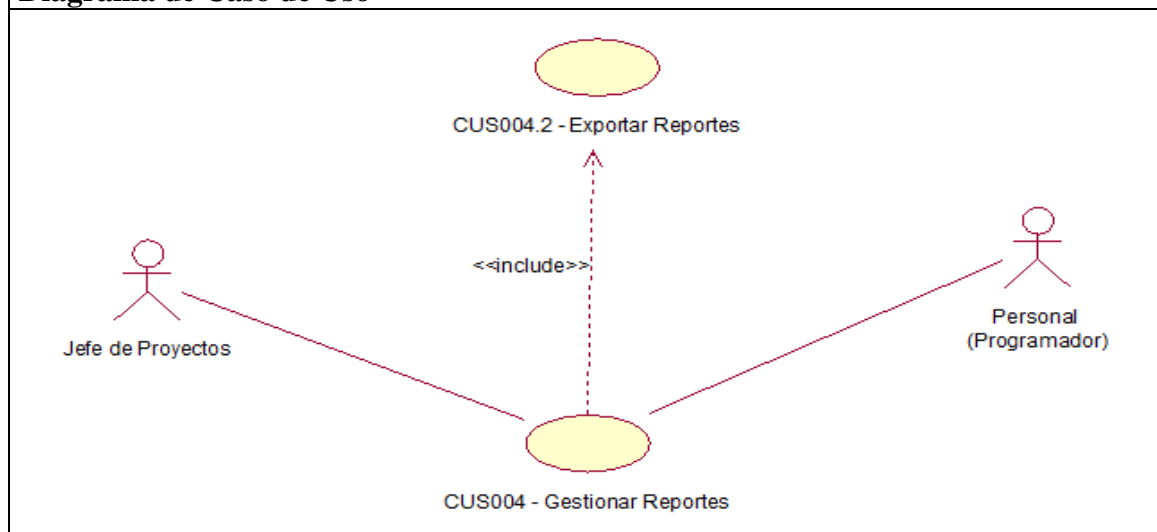 Diagrama de Caso de Uso
CUS004.2 - Exportar Reportes
<<include>>
Jefe de Proyectos
Personal
(Programador)
CUS004 - Gestionar Reportes